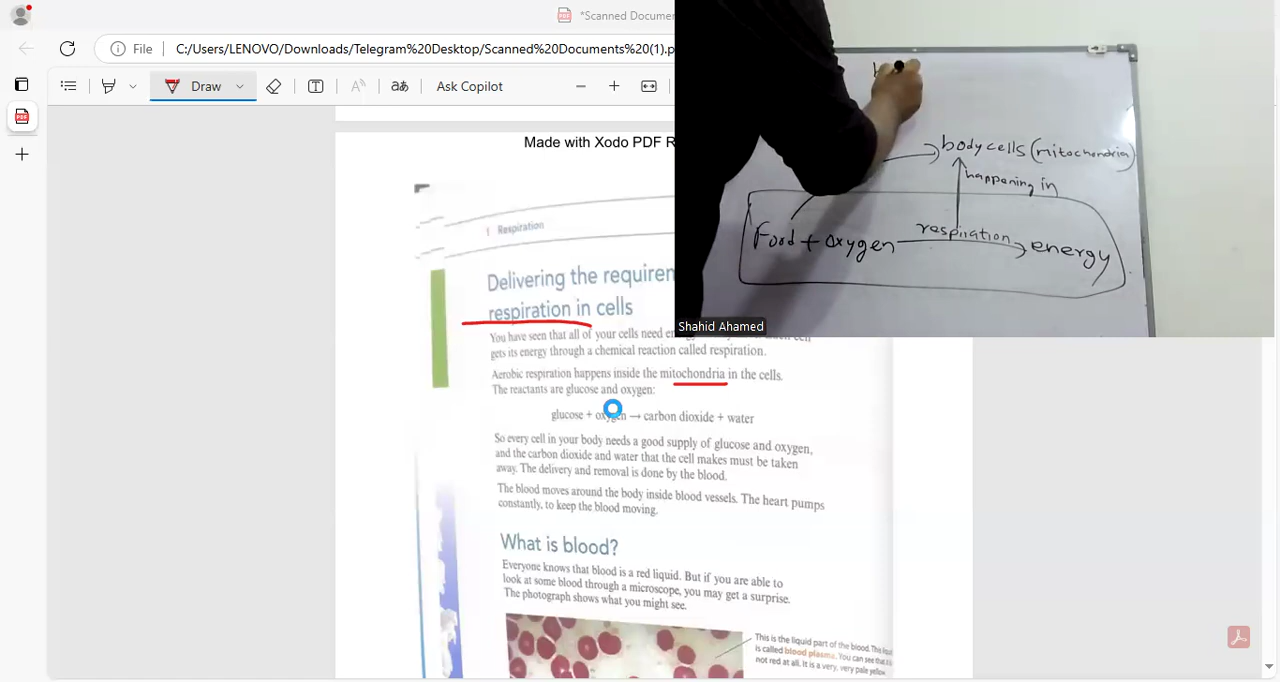 *Scanned Documen
File
C:/Users/LENOVO/Downloads/Telegram%20Desktop/Scanned%20Documents%20(1).p
Draw
aあ
Ask Copilot
Made with Xodo PDF R
1 Respiration
Delivering the requirem
respiration in cells
You have seen that all of your cells need
gets its energy through a chemical reaction called respiration.
Aerobic respiration happens inside the mitochondria in the cells.
The reactants are glucose and oxygen:
glucose + oxygen → carbon dioxide + water
So every cell in your body needs a good supply of glucose and oxygen,
and the carbon dioxide and water that the cell makes must be taken
away. The delivery and removal is done by the blood.
The blood moves around the body inside blood vessels. The heart pumps
constantly, to keep the blood moving.
What is blood?
Everyone knows that blood is a red liquid. But if you are able to
look at some blood through a microscope, you may get a surprise.
The photograph shows what you might see.
This is the liquid part of the blood. The
is called blood plasma. You can see that
not red at all. It is a very, very pale yellow
body cells (mitochondria)
happening in
Food + oxygen respiration → energy
Shahid Ahamed